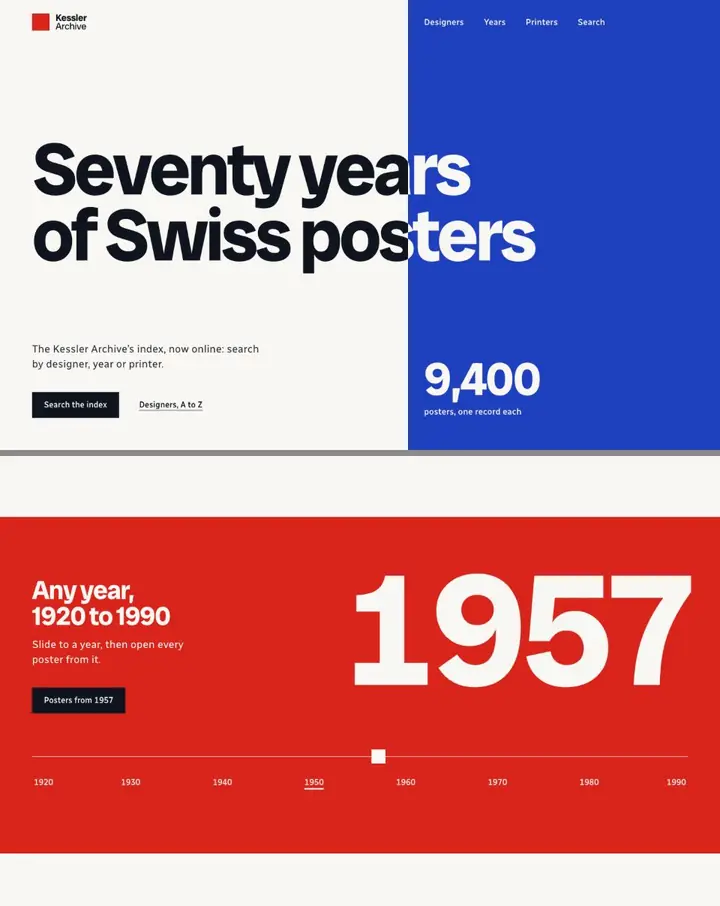 Kessler
Archive
Designers Years Printers Search
Seventy years
of Swiss posters
The Kessler Archive's index, now online: search
by designer, year or printer.
Search the index Designers, A to Z
9,400
posters, one record each
Any year,
1920 to 1990
Slide to a year, then open every
poster from it.
Posters from 1957
1957
1920 1930 1940 1950 1960 1970 1980 1990